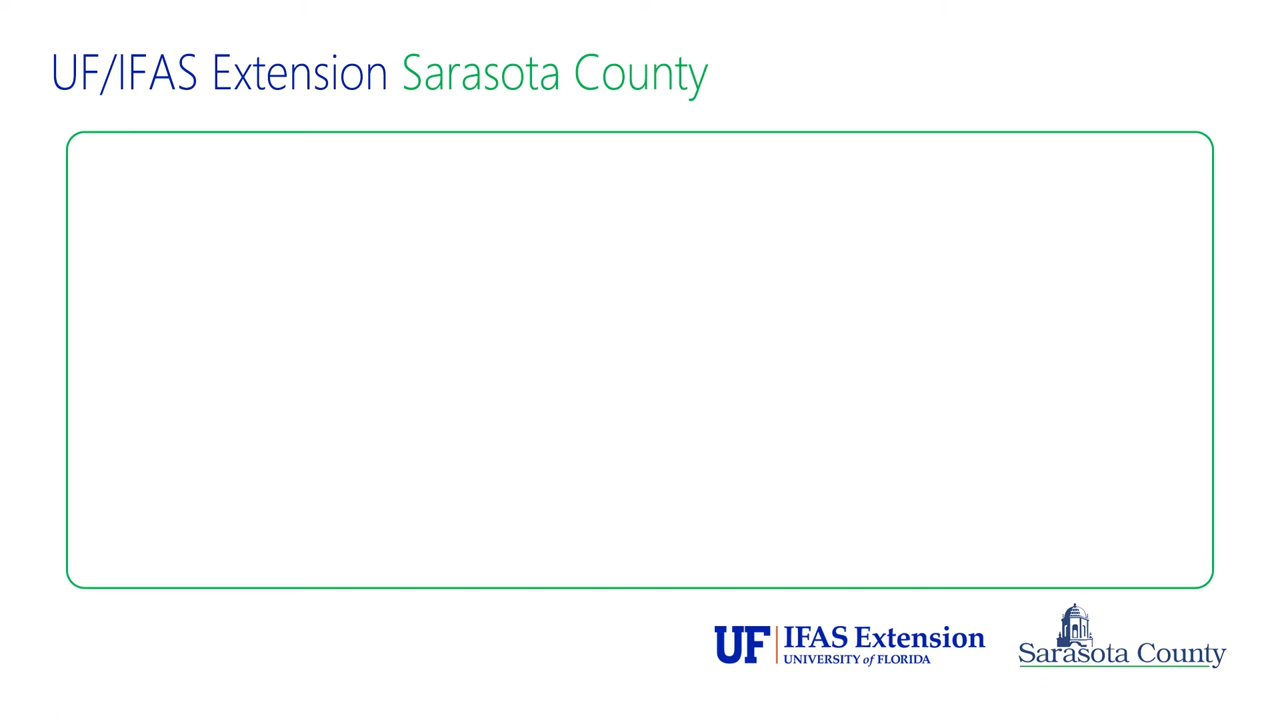 UF/IFAS Extension Sarasota County
UF IFAS Extension
UNIVERSITY of FLORIDA
Sarasota County